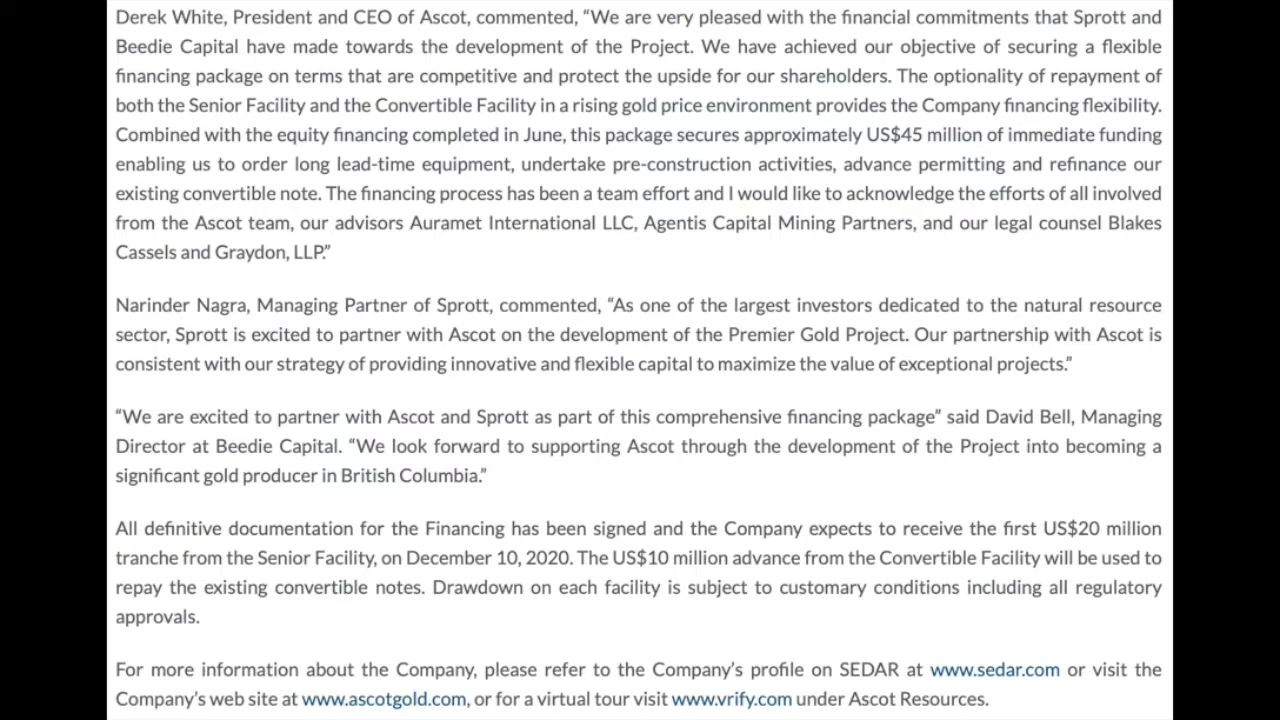 Derek White, President and CEO of Ascot, commented, “We are very pleased with the financial commitments that Sprott and
Beedie Capital have made towards the development of the Project. We have achieved our objective of securing a flexible
financing package on terms that are competitive and protect the upside for our shareholders. The optionality of repayment of
both the Senior Facility and the Convertible Facility in a rising gold price environment provides the Company financing flexibility.
Combined with the equity financing completed in June, this package secures approximately US$45 million of immediate funding
enabling us to order long lead-time equipment, undertake pre-construction activities, advance permitting and refinance our
existing convertible note. The financing process has been a team effort and I would like to acknowledge the efforts of all involved
from the Ascot team, our advisors Auramet International LLC, Agentis Capital Mining Partners, and our legal counsel Blakes
Cassels and Graydon, LLP.”
Narinder Nagra, Managing Partner of Sprott, commented, “As one of the largest investors dedicated to the natural resource
sector, Sprott is excited to partner with Ascot on the development of the Premier Gold Project. Our partnership with Ascot is
consistent with our strategy of providing innovative and flexible capital to maximize the value of exceptional projects.”
“We are excited to partner with Ascot and Sprott as part of this comprehensive financing package” said David Bell, Managing
Director at Beedie Capital. “We look forward to supporting Ascot through the development of the Project into becoming a
significant gold producer in British Columbia.”
All definitive documentation for the Financing has been signed and the Company expects to receive the first US$20 million
tranche from the Senior Facility, on December 10, 2020. The US$10 million advance from the Convertible Facility will be used to
repay the existing convertible notes. Drawdown on each facility is subject to customary conditions including all regulatory
approvals.
For more information about the Company, please refer to the Company’s profile on SEDAR at www.sedar.com or visit the
Company’s web site at www.ascotgold.com, or for a virtual tour visit www.vrify.com under Ascot Resources.